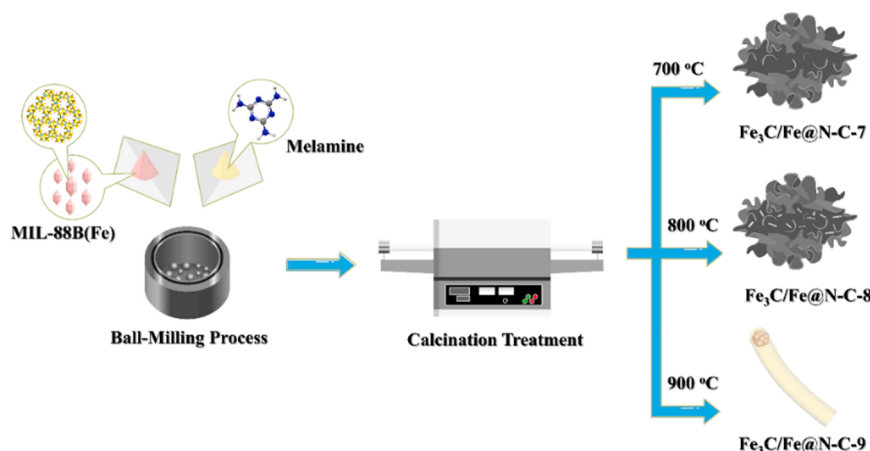 Melamine
MIL-88B(Fe)
Ball-Milling Process
Calcination Treatment
700 °C
Fe₃C/Fe@N-C-7
800 °C
Fe₃C/Fe@N-C-8
900 °C
Fe₃C/Fe@N-C-9